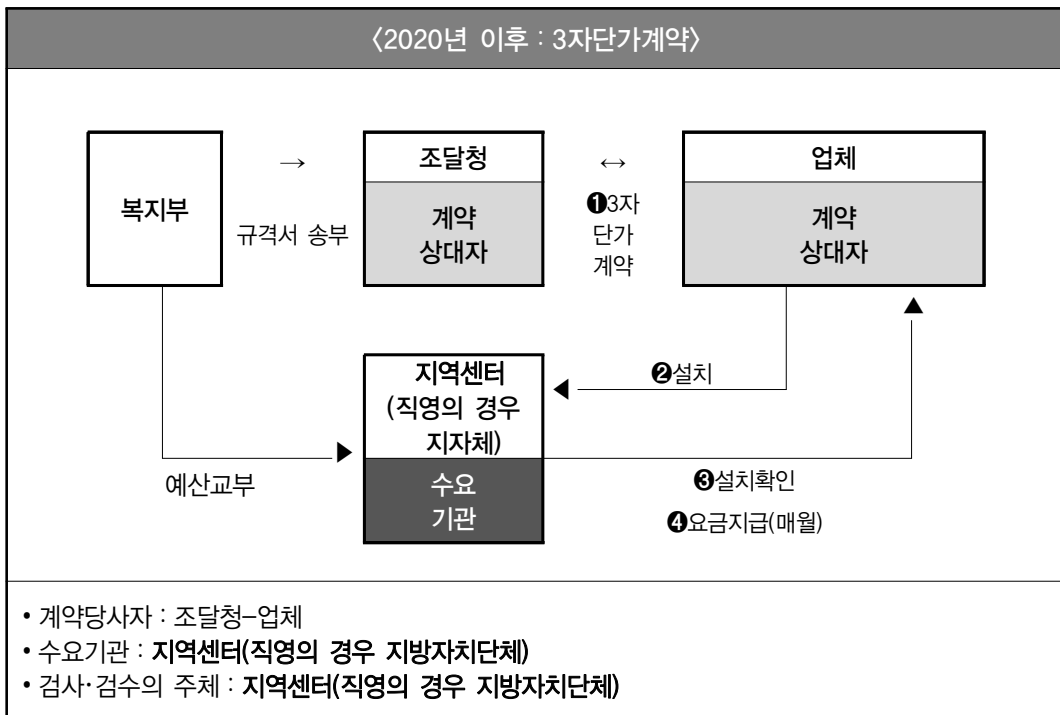 〈2020년 이후 : 3자단가계약〉
복지부
→
규격서 송부
조달청
계약
상대자
↔
❶3자
단가
계약
업체
계약
상대자
지역센터
(직영의 경우
지자체)
수요
기관
❷설치
예산교부
❸설치확인
❹요금지급(매월)
• 계약당사자 : 조달청–업체
• 수요기관 : 지역센터(직영의 경우 지방자치단체)
• 검사·검수의 주체 : 지역센터(직영의 경우 지방자치단체)